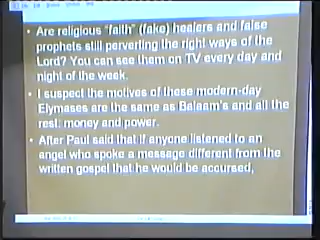 • Are religious "faith" (fake) healers and false
prophets still perverting the right ways of the
Lord? You can see them on TV every day and
night of the week.
• I suspect the motives of these modern-day
Elymases are the same as Balaam's and all the
rest: money and power.
• After Paul said that if anyone listened to an
angel who spoke a message different from the
written gospel that he would be accursed,